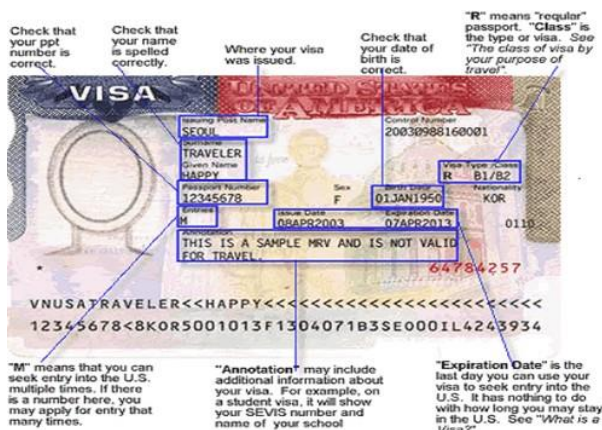 "R" means "regular"
passport. "Class" is
the type or visa. See
"The class of visa by
your purpose of
travel".
Check that
your ppt
number is
correct.
Check that
your name
is spelled
correctly.
Where your visa
was issued.
Check that
your date of
birth is
correct.
VISA
UNITED STATES
OF AMERICA
Issuing Post Name
SEOUL
Control Number
20030988160001
Surname
TRAVELER
Given Name
HAPPY
Visa Type /Class
R B1/B2
Passport Number
12345678
Sex
F
Birth Date
01JAN1950
Nationality
KOR
Entries
M
Issue Date
08APR2003
Expiration Date
07APR2013
0110
Annotation
THIS IS A SAMPLE MRV AND IS NOT VALID
FOR TRAVEL.
64784257
VNUSATRAVELER<<HAPPY<<<<<<<<<<<<<<<<<<<<<<
12345678<8KOR5001013F1304071B3SE000IL4243934
"M" means that you can
seek entry into the U.S.
multiple times. If there
is a number here, you
may apply for entry that
many times.
"Annotation" may include
additional information about
your visa. For example, on
a student visa, it will show
your SEVIS number and
name of your school
"Expiration Date" is the
last day you can use your
visa to seek entry into the
U.S. It has nothing to do
with how long you may stay
in the U.S. See "What is a
Visa?"